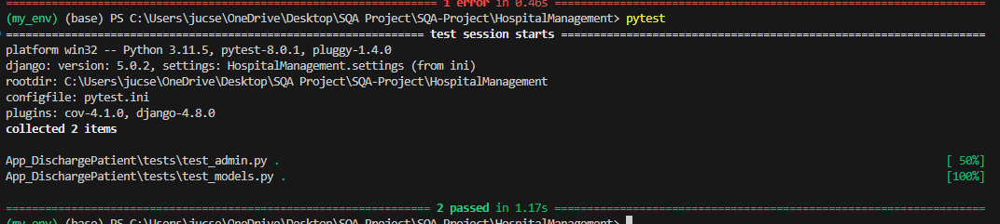 ======================================================== 1 error in 0.46s ========================================================
(my_env) (base) PS C:\Users\jucse\OneDrive\Desktop\SQA Project\SQA-Project\HospitalManagement> pytest
======================================================== test session starts ========================================================
platform win32 -- Python 3.11.5, pytest-8.0.1, pluggy-1.4.0
django: version: 5.0.2, settings: HospitalManagement.settings (from ini)
rootdir: C:\Users\jucse\OneDrive\Desktop\SQA Project\SQA-Project\HospitalManagement
configfile: pytest.ini
plugins: cov-4.1.0, django-4.8.0
collected 2 items
App_DischargePatient\tests\test_admin.py . [ 50%]
App_DischargePatient\tests\test_models.py . [100%]
======================================================== 2 passed in 1.17s ========================================================
(my_env) (base) PS C:\Users\jucse\OneDrive\Desktop\SQA Project\SQA-Project\HospitalManagement>